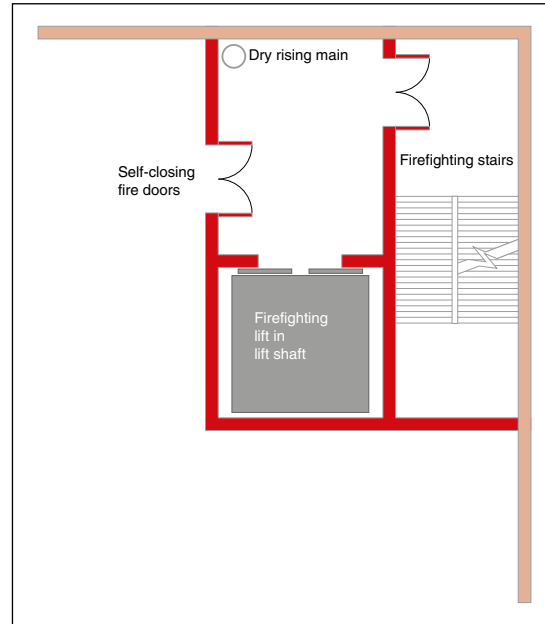 Dry rising main
Firefighting stairs
Self-closing
fire doors
Firefighting
lift in
lift shaft